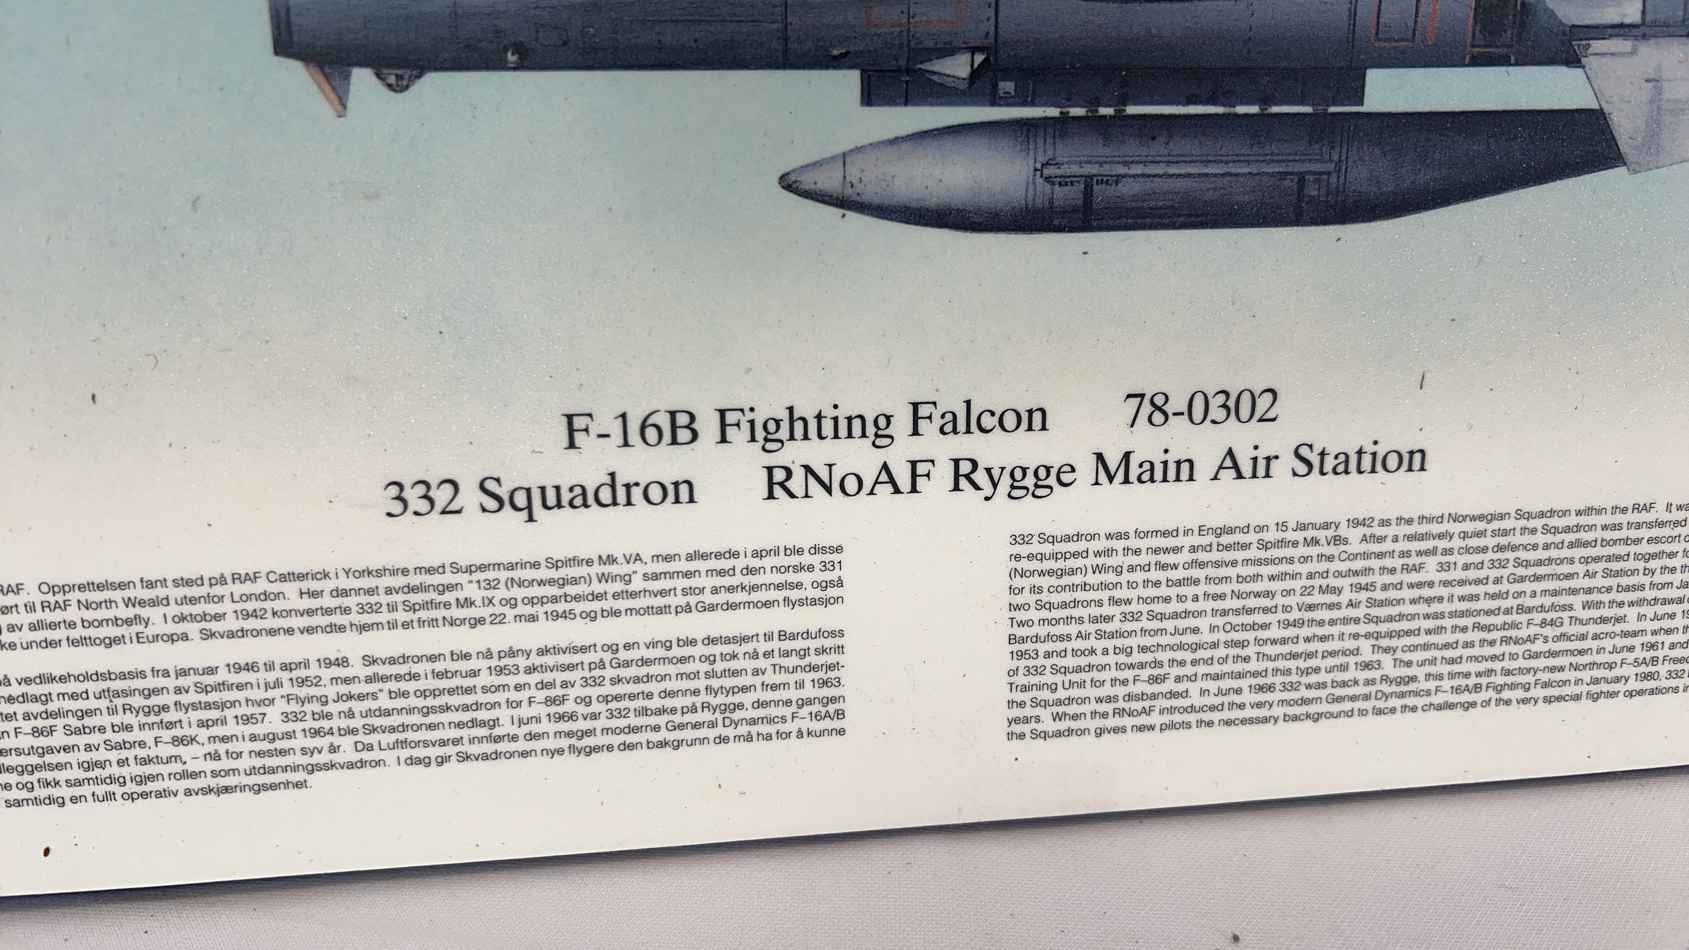 F-16B Fighting Falcon 78-0302
332 Squadron RNoAF Rygge Main Air Station
RAF. Opprettelsen fant sted på RAF Catterick i Yorkshire med Supermarine Spitfire Mk.VA, men allerede i april ble disse
ført til RAF North Weald utenfor London. Her dannet avdelingen "132 (Norwegian) Wing" sammen med den norske 331
av allierte bombefly. I oktober 1942 konverterte 332 til Spitfire Mk.IX og opparbeidet etterhvert stor anerkjennelse, også
ke under felttoget i Europa. Skvadronene vendte hjem til et fritt Norge 22. mai 1945 og ble mottatt på Gardermoen flystasjon
på vedlikeholdsbasis fra januar 1946 til april 1948. Skvadronen ble nå påny aktivisert og en ving ble detasjert til Bardufoss
nedlagt med utfasingen av Spitfiren i juli 1952, men allerede i februar 1953 aktivisert på Gardermoen og tok nå et langt skritt
tet avdelingen til Rygge flystasjon hvor "Flying Jokers" ble opprettet som en del av 332 skvadron mot slutten av Thunderjet-
n F–86F Sabre ble innført i april 1957. 332 ble nå utdanningsskvadron for F–86F og opererte denne flytypen frem til 1963.
ersutgaven av Sabre, F–86K, men i august 1964 ble Skvadronen nedlagt. I juni 1966 var 332 tilbake på Rygge, denne gangen
lleggelsen igjen et faktum, – nå for nesten syv år. Da Luftforsvaret innførte den meget moderne General Dynamics F–16A/B
ne og fikk samtidig igjen rollen som utdanningsskvadron. I dag gir Skvadronen nye flygere den bakgrunn de må ha for å kunne
samtidig en fullt operativ avskjæringsenhet.
332 Squadron was formed in England on 15 January 1942 as the third Norwegian Squadron within the RAF. It wa
re-equipped with the newer and better Spitfire Mk.VBs. After a relatively quiet start the Squadron was transferred
(Norwegian) Wing and flew offensive missions on the Continent as well as close defence and allied bomber escort
for its contribution to the battle from both within and outwith the RAF. 331 and 332 Squadrons operated together fo
two Squadrons flew home to a free Norway on 22 May 1945 and were received at Gardermoen Air Station by the th
Two months later 332 Squadron transferred to Værnes Air Station where it was held on a maintenance basis from Ja
Bardufoss Air Station from June. In October 1949 the entire Squadron was stationed at Bardufoss. With the withdrawal
1953 and took a big technological step forward when it re-equipped with the Republic F–84G Thunderjet. In June 19
of 332 Squadron towards the end of the Thunderjet period. They continued as the RNoAF's official acro-team when th
Training Unit for the F–86F and maintained this type until 1963. The unit had moved to Gardermoen in June 1961 and
the Squadron was disbanded. In June 1966 332 was back as Rygge, this time with factory-new Northrop F–5A/B Freed
years. When the RNoAF introduced the very modern General Dynamics F–16A/B Fighting Falcon in January 1980, 332
the Squadron gives new pilots the necessary background to face the challenge of the very special fighter operations in